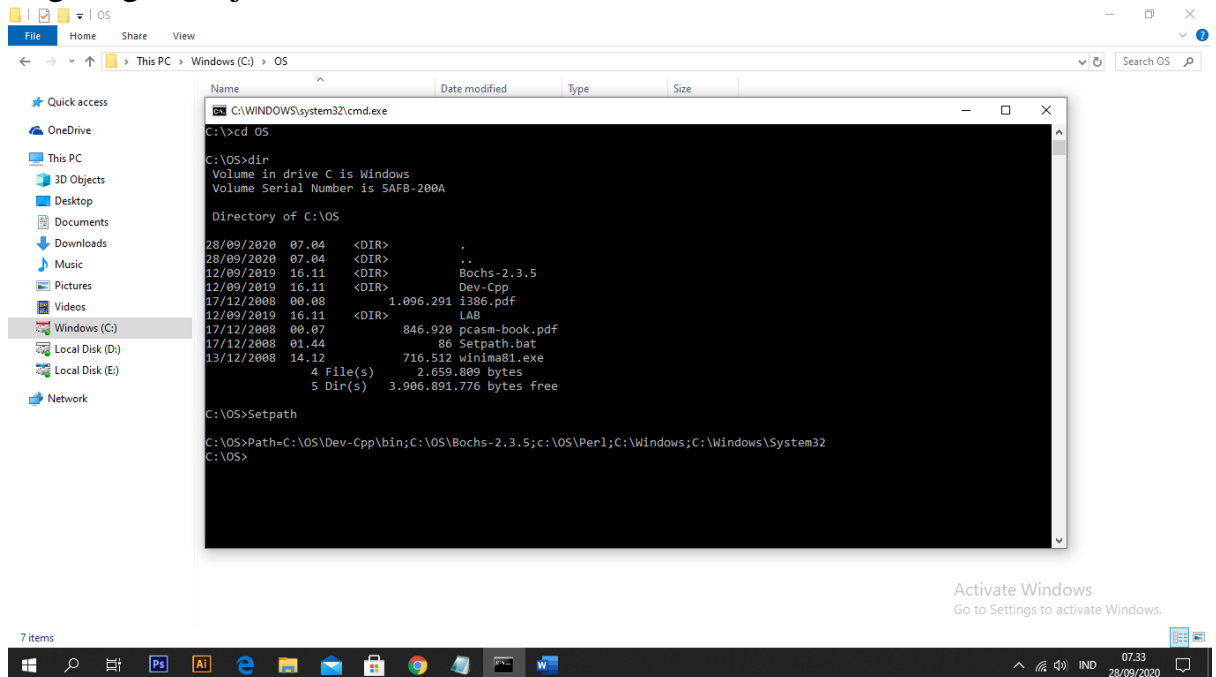 OS
File Home Share View
This PC > Windows (C:) > OS
Search OS
Name Date modified Type Size
Quick access
OneDrive
This PC
3D Objects
Desktop
Documents
Downloads
Music
Pictures
Videos
Windows (C:)
Local Disk (D:)
Local Disk (E:)
Network
C:\WINDOWS\system32\cmd.exe
C:\>cd OS
C:\OS>dir
Volume in drive C is Windows
Volume Serial Number is 5AFB-200A
Directory of C:\OS
28/09/2020 07.04 <DIR> .
28/09/2020 07.04 <DIR> ..
12/09/2019 16.11 <DIR> Bochs-2.3.5
12/09/2019 16.11 <DIR> Dev-Cpp
17/12/2008 00.08 1.096.291 i386.pdf
12/09/2019 16.11 <DIR> LAB
17/12/2008 00.07 846.920 pcasm-book.pdf
17/12/2008 01.44 86 Setpath.bat
13/12/2008 14.12 716.512 winima81.exe
4 File(s) 2.659.809 bytes
5 Dir(s) 3.906.891.776 bytes free
C:\OS>Setpath
C:\OS>Path=C:\OS\Dev-Cpp\bin;C:\OS\Bochs-2.3.5;c:\OS\Perl;C:\Windows;C:\Windows\System32
C:\OS>
Activate Windows
Go to Settings to activate Windows.
7 items
Ps
Ai
IND
07.33
28/09/2020